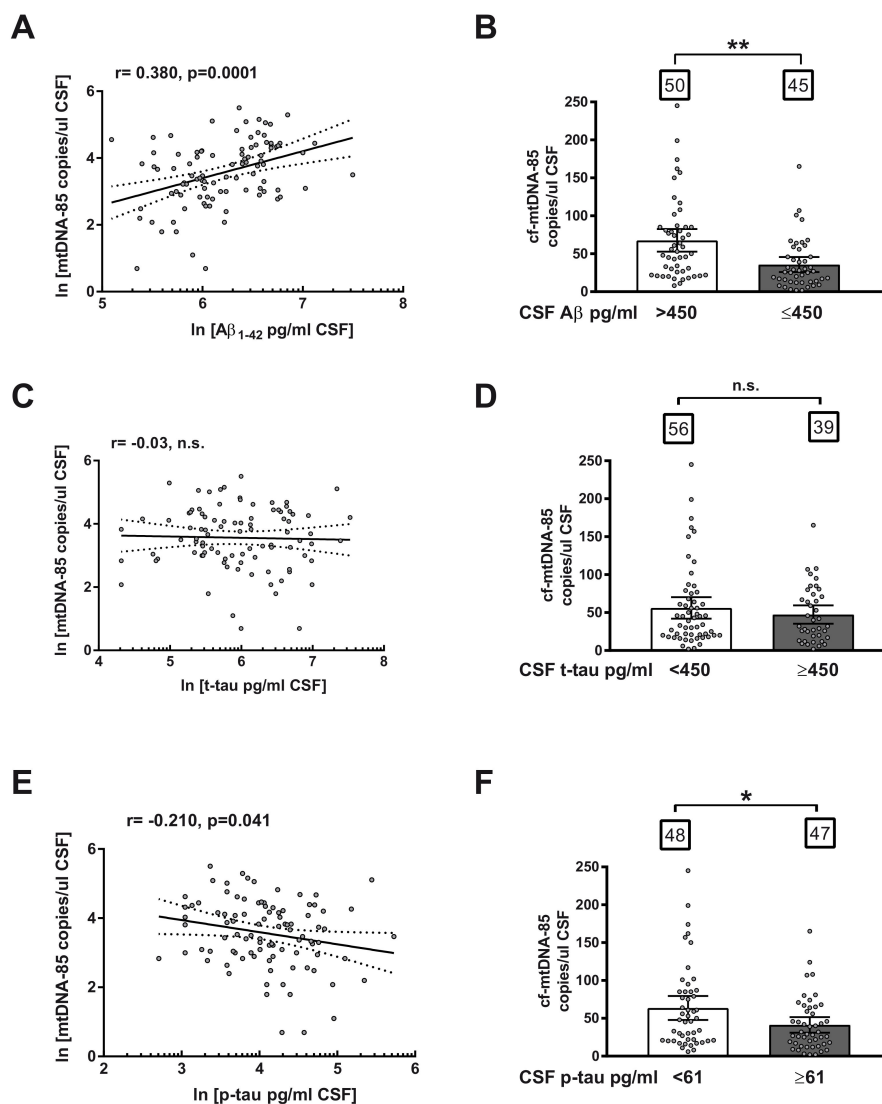 A
r= 0.380, p=0.0001
ln [mtDNA-85 copies/ul CSF]
6
4
2
0
5 6 7 8
ln [Aβ1-42 pg/ml CSF]
B
**
50 45
cf-mtDNA-85
copies/ul CSF
250
200
150
100
50
0
CSF Aβ pg/ml >450 ≤450
C
r= -0.03, n.s.
ln [mtDNA-85 copies/ul CSF]
6
4
2
0
4 5 6 7 8
ln [t-tau pg/ml CSF]
D
n.s.
56 39
cf-mtDNA-85
copies/ul CSF
250
200
150
100
50
0
CSF t-tau pg/ml <450 ≥450
E
r= -0.210, p=0.041
ln [mtDNA-85 copies/ul CSF]
6
4
2
0
2 3 4 5 6
ln [p-tau pg/ml CSF]
F
*
48 47
cf-mtDNA-85
copies/ul CSF
250
200
150
100
50
0
CSF p-tau pg/ml <61 ≥61